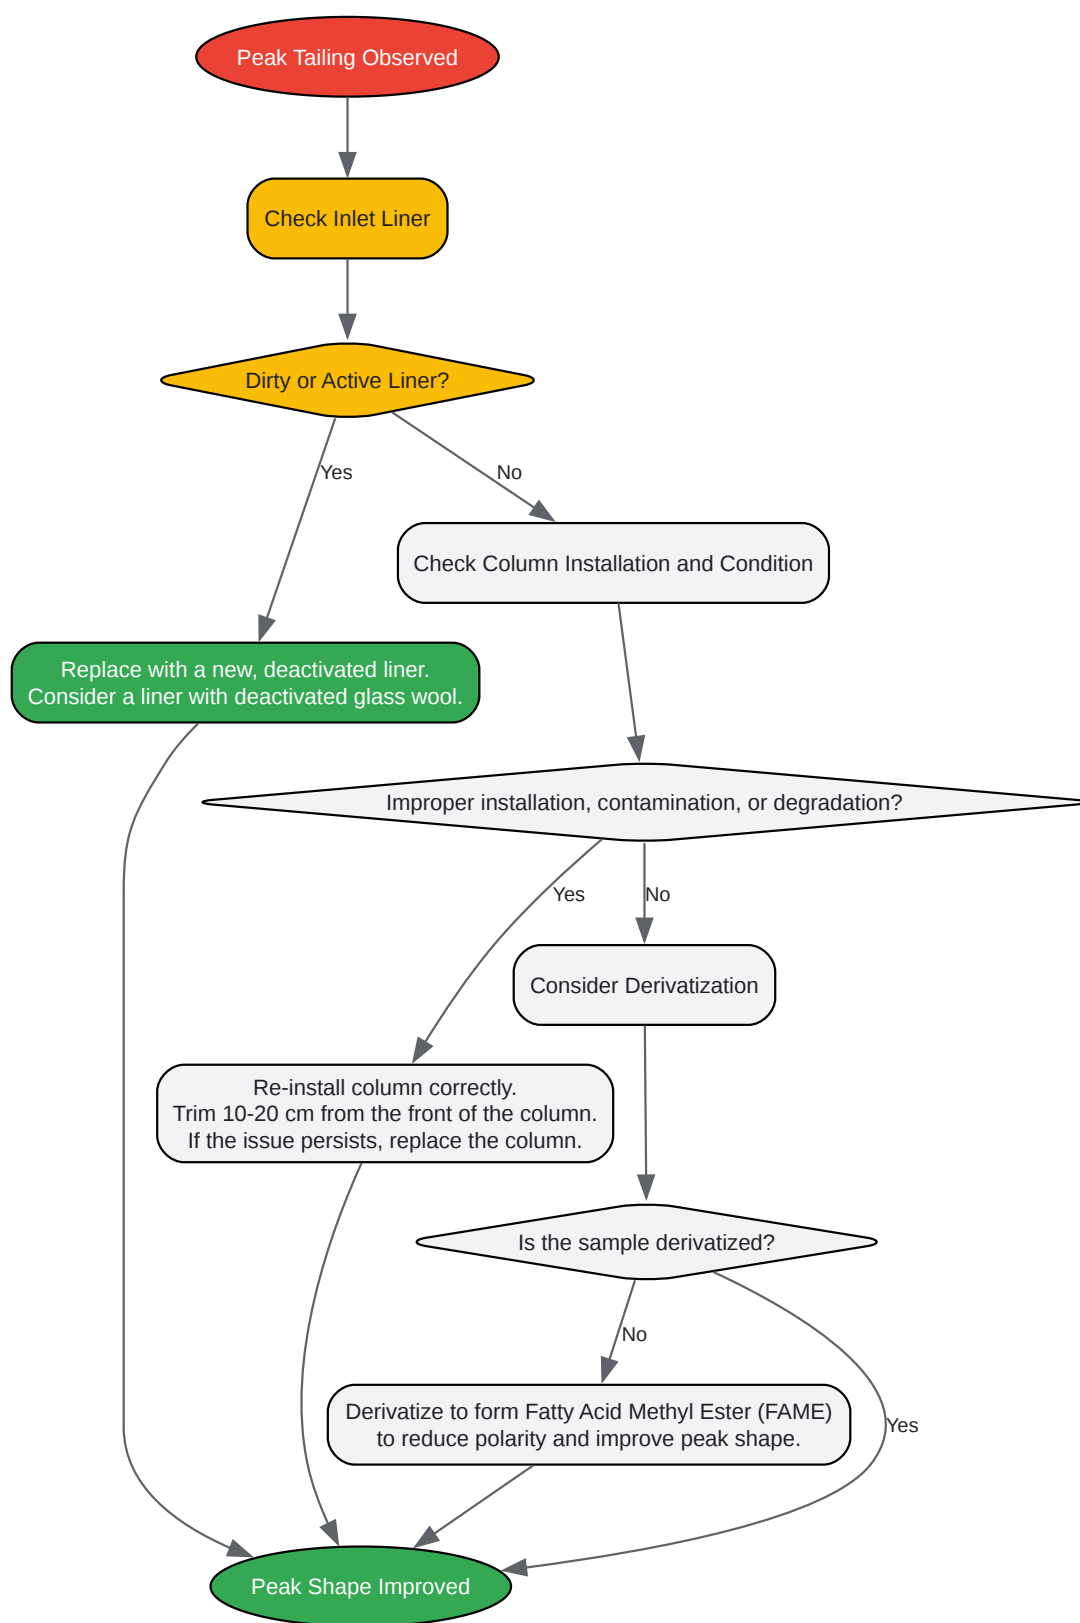 Peak Tailing Observed
Check Inlet Liner
Dirty or Active Liner?
Yes
No
Check Column Installation and Condition
Replace with a new, deactivated liner.
Consider a liner with deactivated glass wool.
Improper installation, contamination, or degradation?
Yes
No
Consider Derivatization
Re-install column correctly.
Trim 10-20 cm from the front of the column.
If the issue persists, replace the column.
Is the sample derivatized?
No
Derivatize to form Fatty Acid Methyl Ester (FAME)
to reduce polarity and improve peak shape.
Yes
Peak Shape Improved